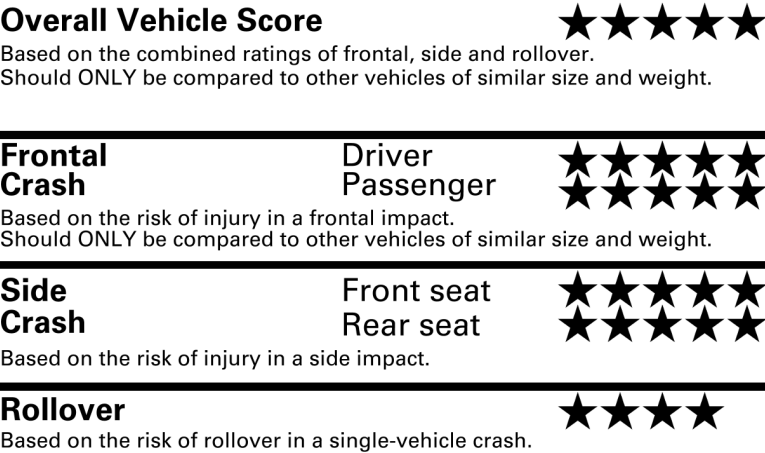 Overall Vehicle Score ★★★★★
Based on the combined ratings of frontal, side and rollover.
Should ONLY be compared to other vehicles of similar size and weight.
Frontal Driver ★★★★★
Crash Passenger ★★★★★
Based on the risk of injury in a frontal impact.
Should ONLY be compared to other vehicles of similar size and weight.
Side Front seat ★★★★★
Crash Rear seat ★★★★★
Based on the risk of injury in a side impact.
Rollover ★★★★
Based on the risk of rollover in a single-vehicle crash.